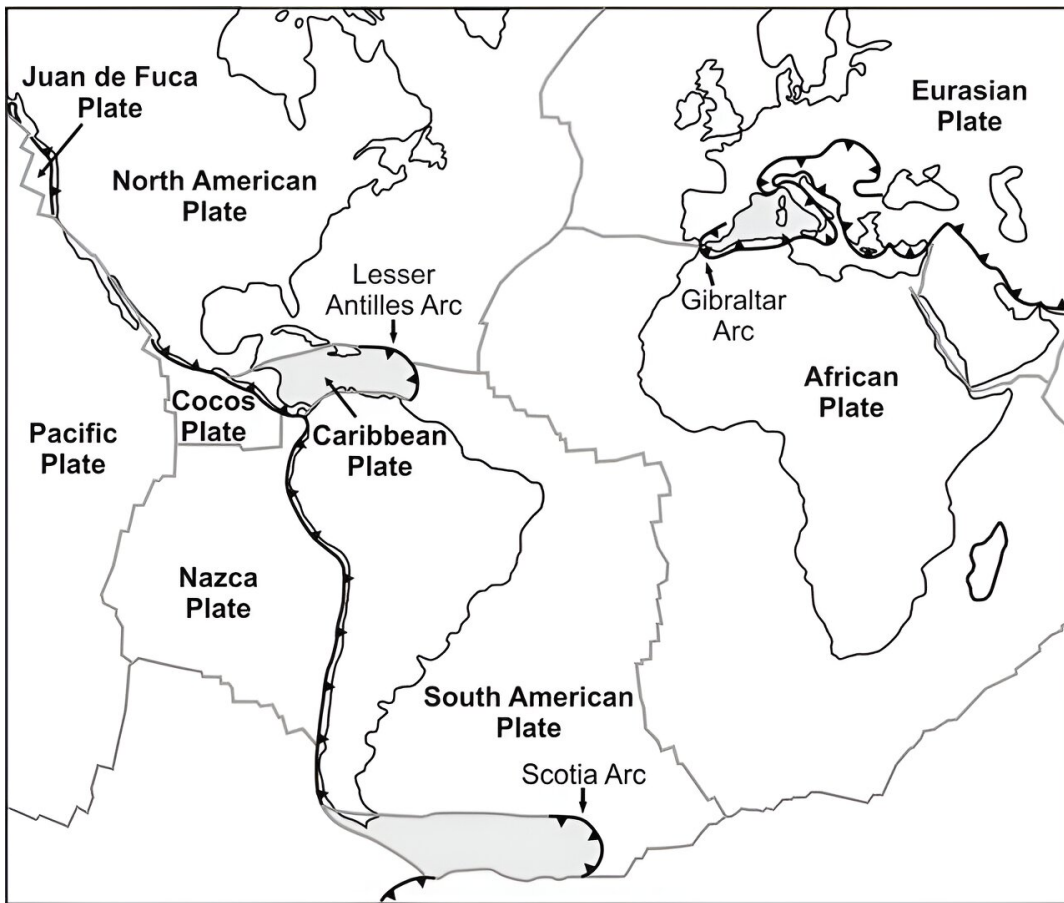 Juan de Fuca
Plate
Eurasian
Plate
North American
Plate
Lesser
Antilles Arc
Gibraltar
Arc
African
Plate
Cocos
Plate
Pacific
Plate
Caribbean
Plate
Nazca
Plate
South American
Plate
Scotia Arc